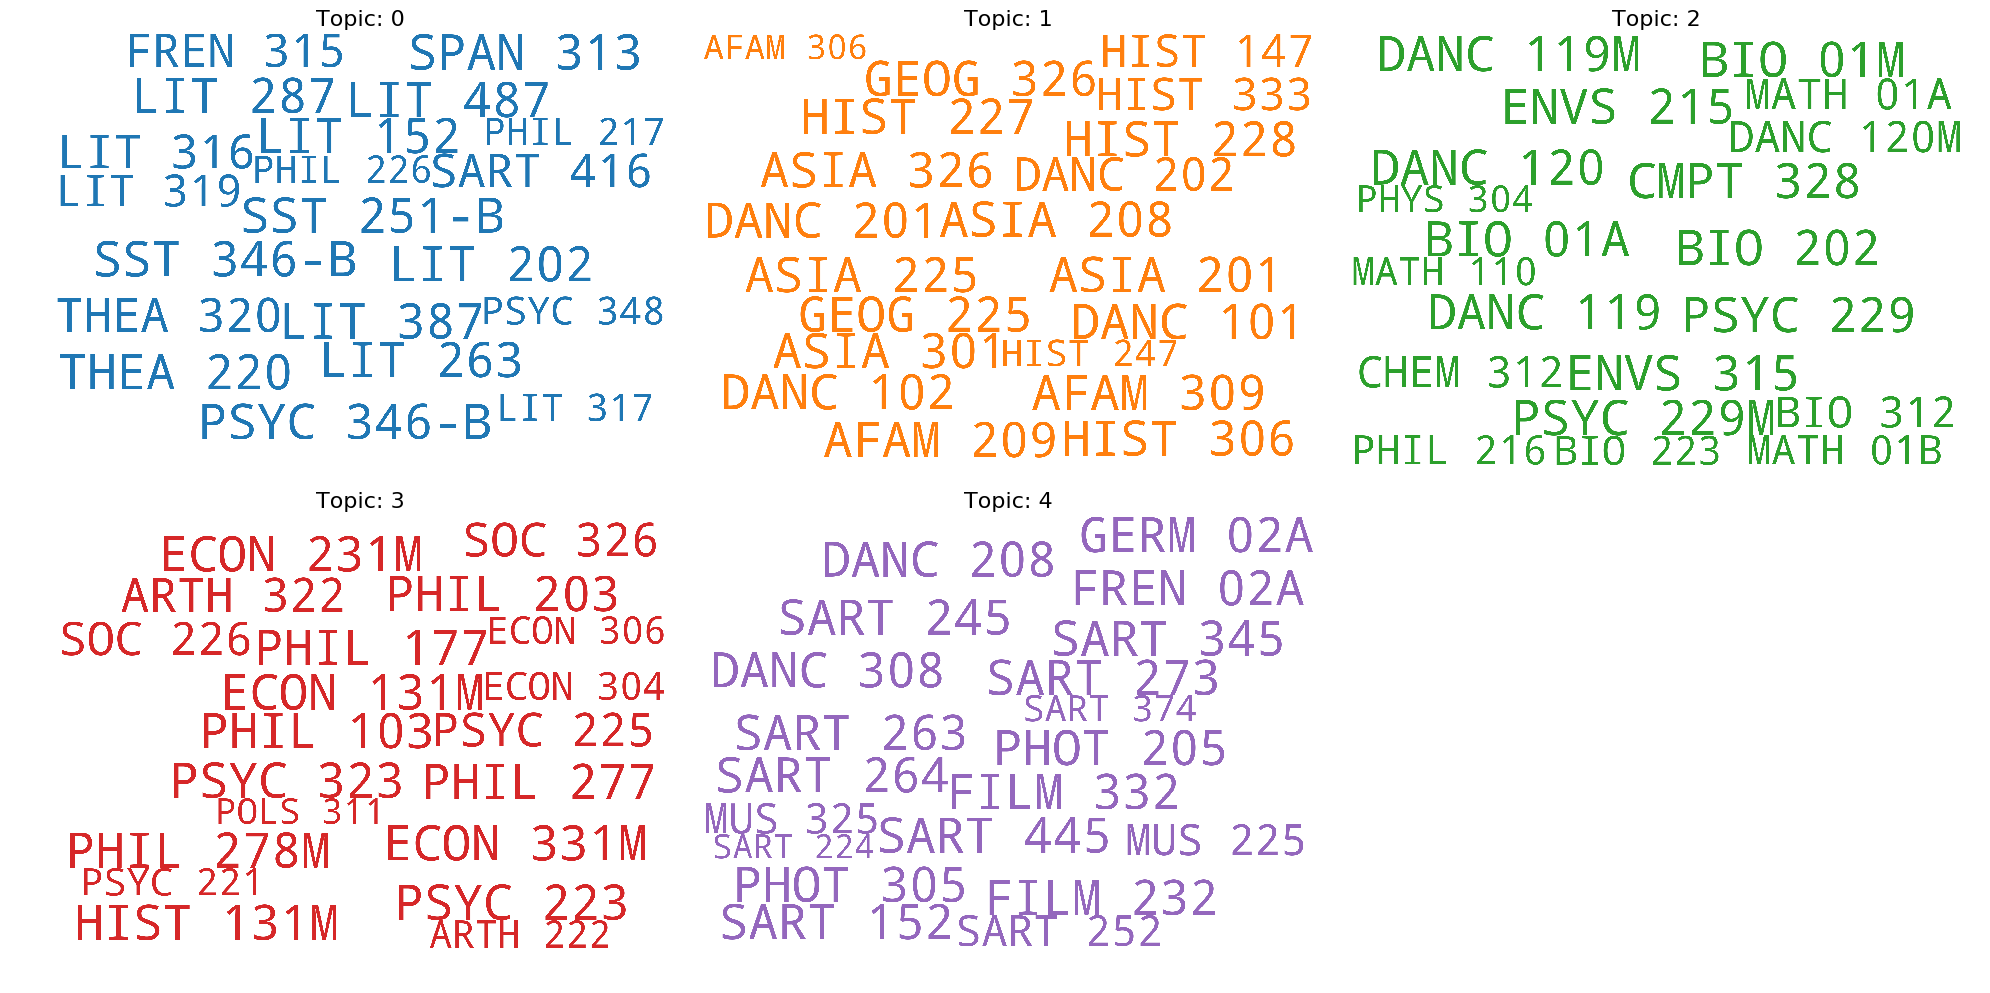 Topic: 0
FREN 315 SPAN 313
LIT 287 LIT 487
LIT 316 LIT 152 PHIL 217
LIT 319 PHIL 226 SART 416
SST 251-B
SST 346-B LIT 202
THEA 320 LIT 387 PSYC 348
THEA 220 LIT 263
PSYC 346-B LIT 317
Topic: 1
AFAM 306 HIST 147
GEOG 326 HIST 333
HIST 227 HIST 228
ASIA 326 DANC 202
DANC 201 ASIA 208
ASIA 225 ASIA 201
GEOG 225 DANC 101
ASIA 301 HIST 247
DANC 102 AFAM 309
AFAM 209 HIST 306
Topic: 2
DANC 119M BIO 01M
ENVS 215 MATH 01A
DANC 120M
DANC 120 CMPT 328
PHYS 304
BIO 01A BIO 202
MATH 110
DANC 119 PSYC 229
CHEM 312 ENVS 315
PSYC 229M BIO 312
PHIL 216 BIO 223 MATH 01B
Topic: 3
ECON 231M SOC 326
ARTH 322 PHIL 203
SOC 226 PHIL 177 ECON 306
ECON 131M ECON 304
PHIL 103 PSYC 225
PSYC 323 PHIL 277
POLS 311
PHIL 278M ECON 331M
PSYC 221
HIST 131M PSYC 223
ARTH 222
Topic: 4
DANC 208 GERM 02A
FREN 02A
SART 245 SART 345
DANC 308 SART 273
SART 374
SART 263 PHOT 205
SART 264 FILM 332
MUS 325
SART 224 SART 445 MUS 225
PHOT 305 FILM 232
SART 152 SART 252